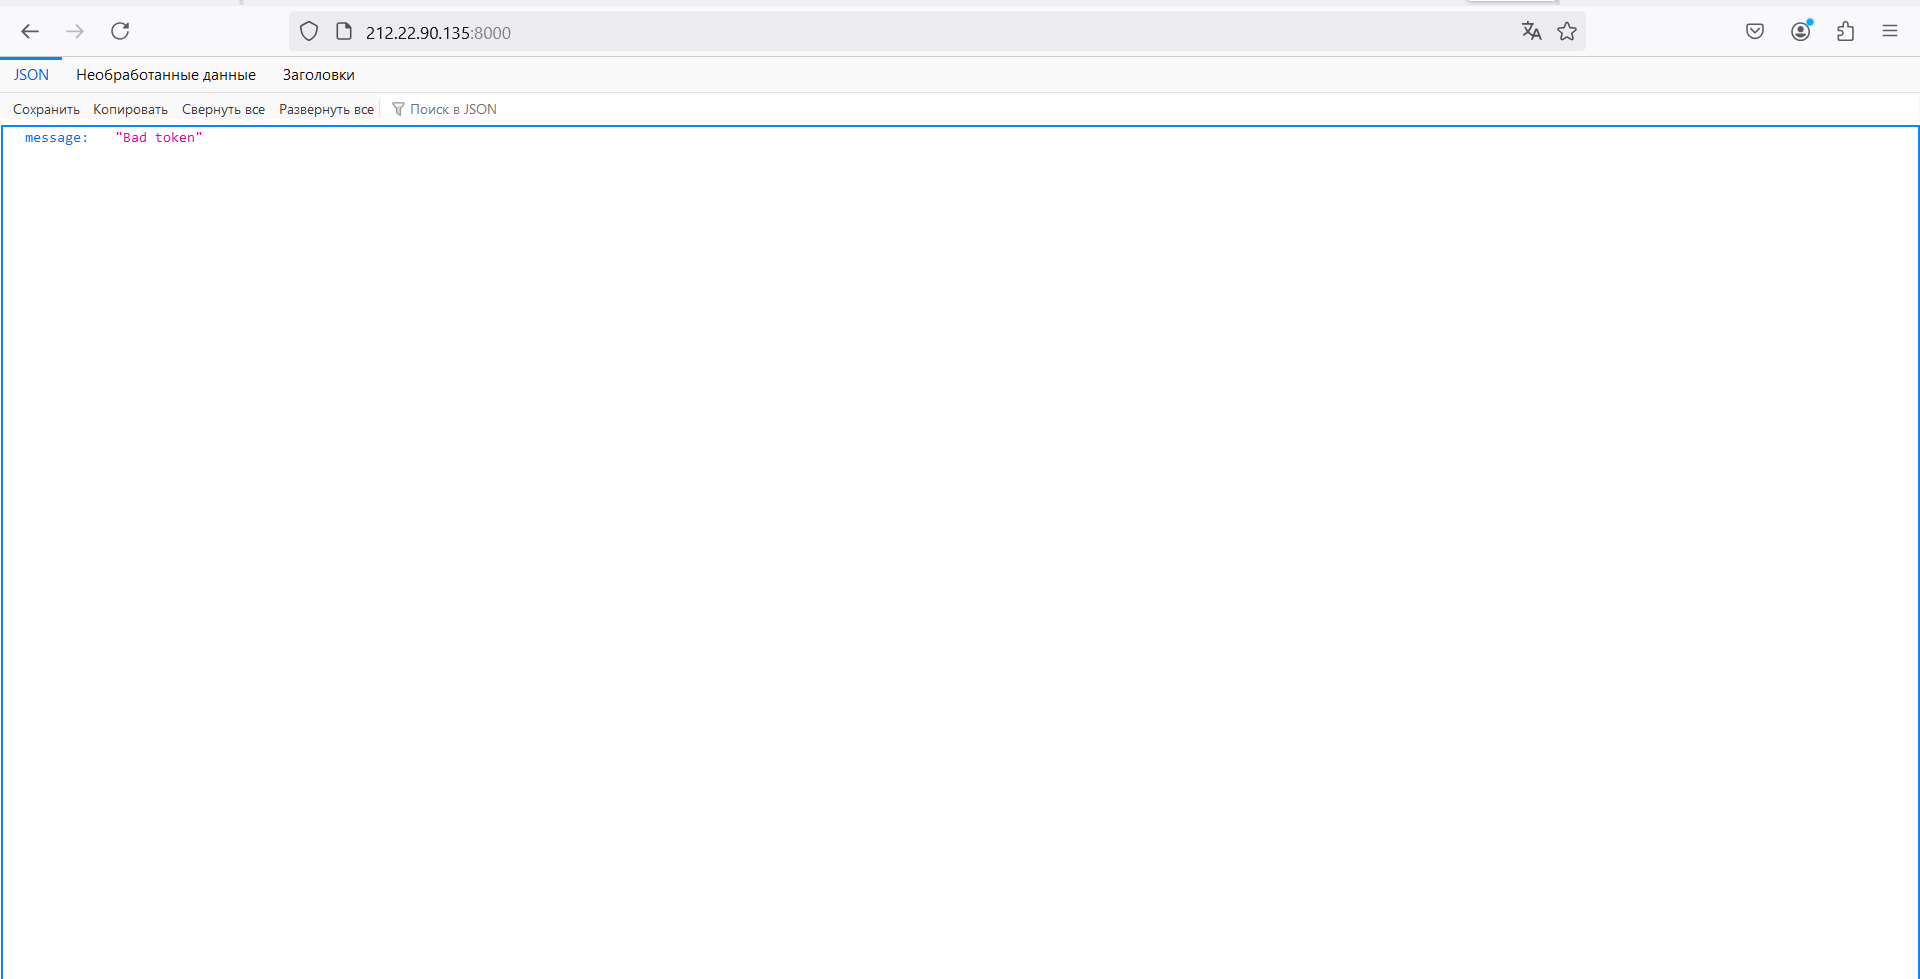 212.22.90.135:8000
JSON Необработанные данные Заголовки
Сохранить Копировать Свернуть все Развернуть все Поиск в JSON
message: "Bad token"